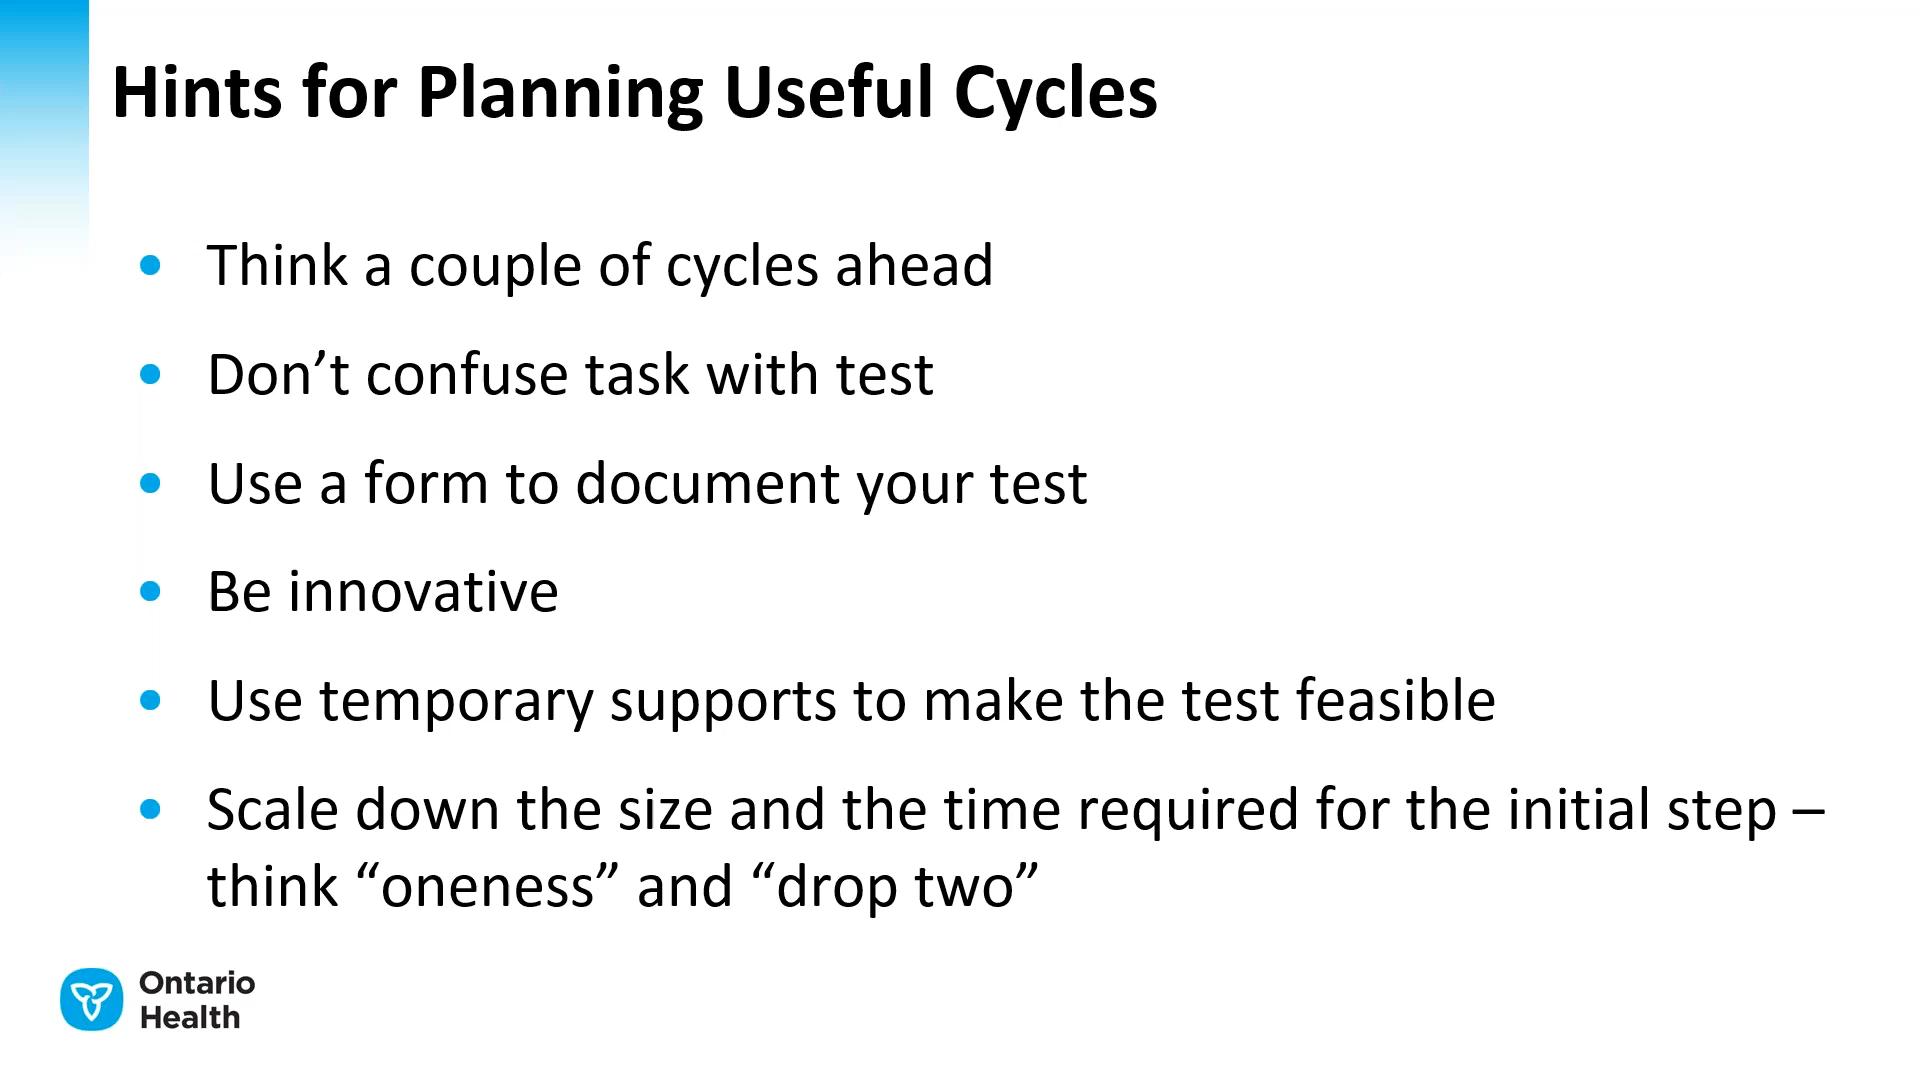 Hints for Planning Useful Cycles
• Think a couple of cycles ahead
• Don’t confuse task with test
• Use a form to document your test
• Be innovative
• Use temporary supports to make the test feasible
• Scale down the size and the time required for the initial step –
think “oneness” and “drop two”
Ontario
Health